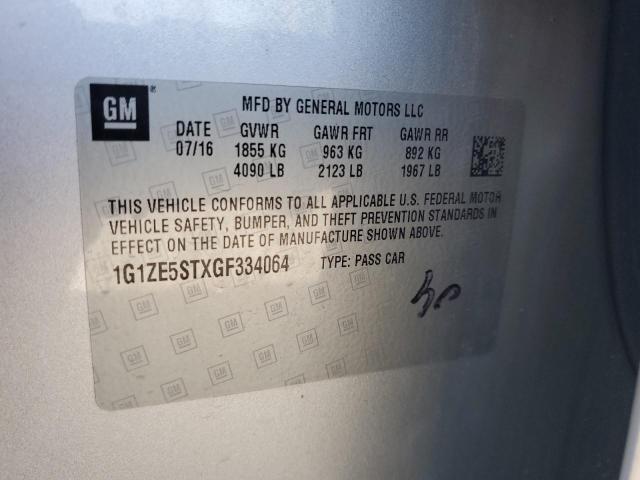 GM ®
MFD BY GENERAL MOTORS LLC
DATE GVWR GAWR FRT GAWR RR
07/16 1855 KG 963 KG 892 KG
4090 LB 2123 LB 1967 LB
THIS VEHICLE CONFORMS TO ALL APPLICABLE U.S. FEDERAL MOTOR
VEHICLE SAFETY, BUMPER, AND THEFT PREVENTION STANDARDS IN
EFFECT ON THE DATE OF MANUFACTURE SHOWN ABOVE.
1G1ZE5STXGF334064 TYPE: PASS CAR